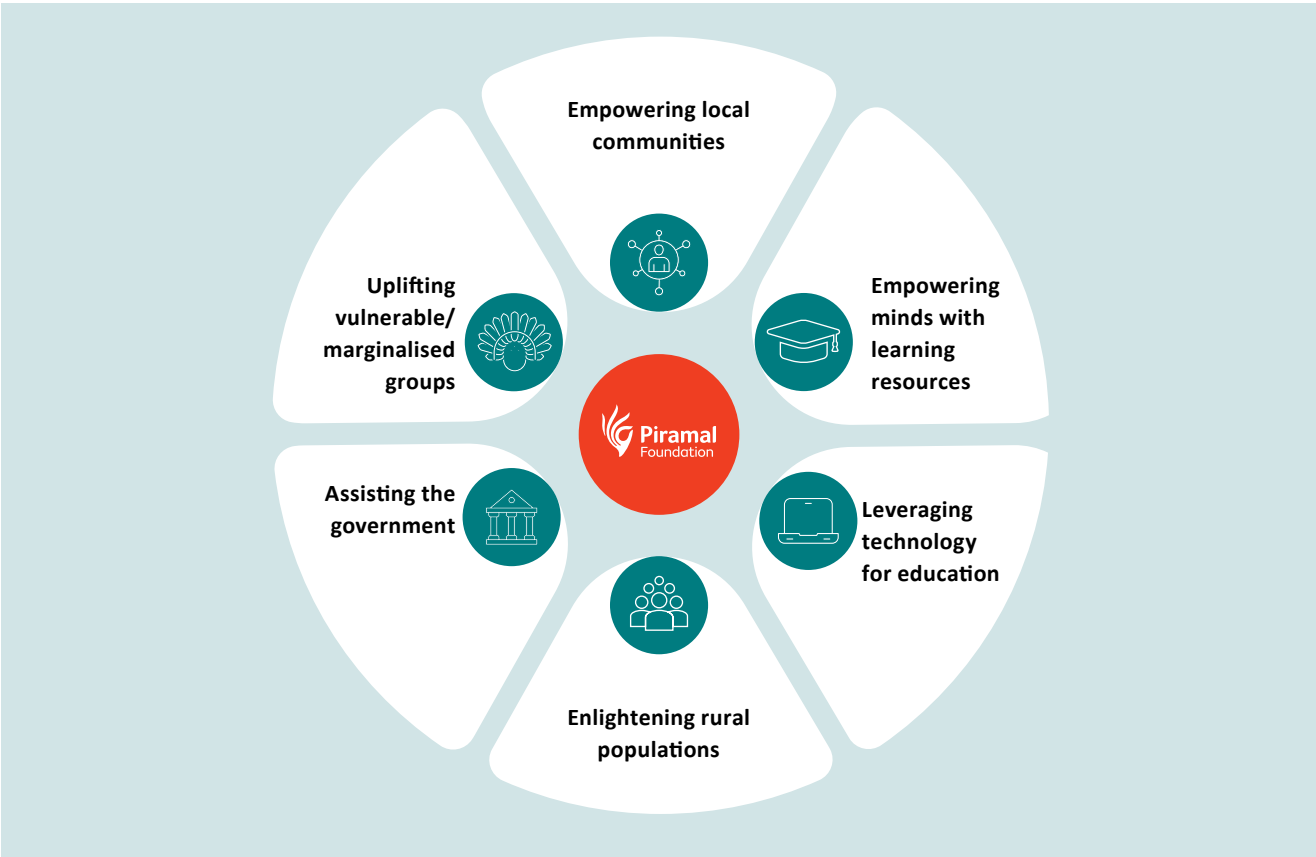 Empowering local
communities
Empowering
minds with
learning
resources
Leveraging
technology
for education
Enlightening rural
populations
Assisting the
government
Uplifting
vulnerable/
marginalised
groups
Piramal
Foundation